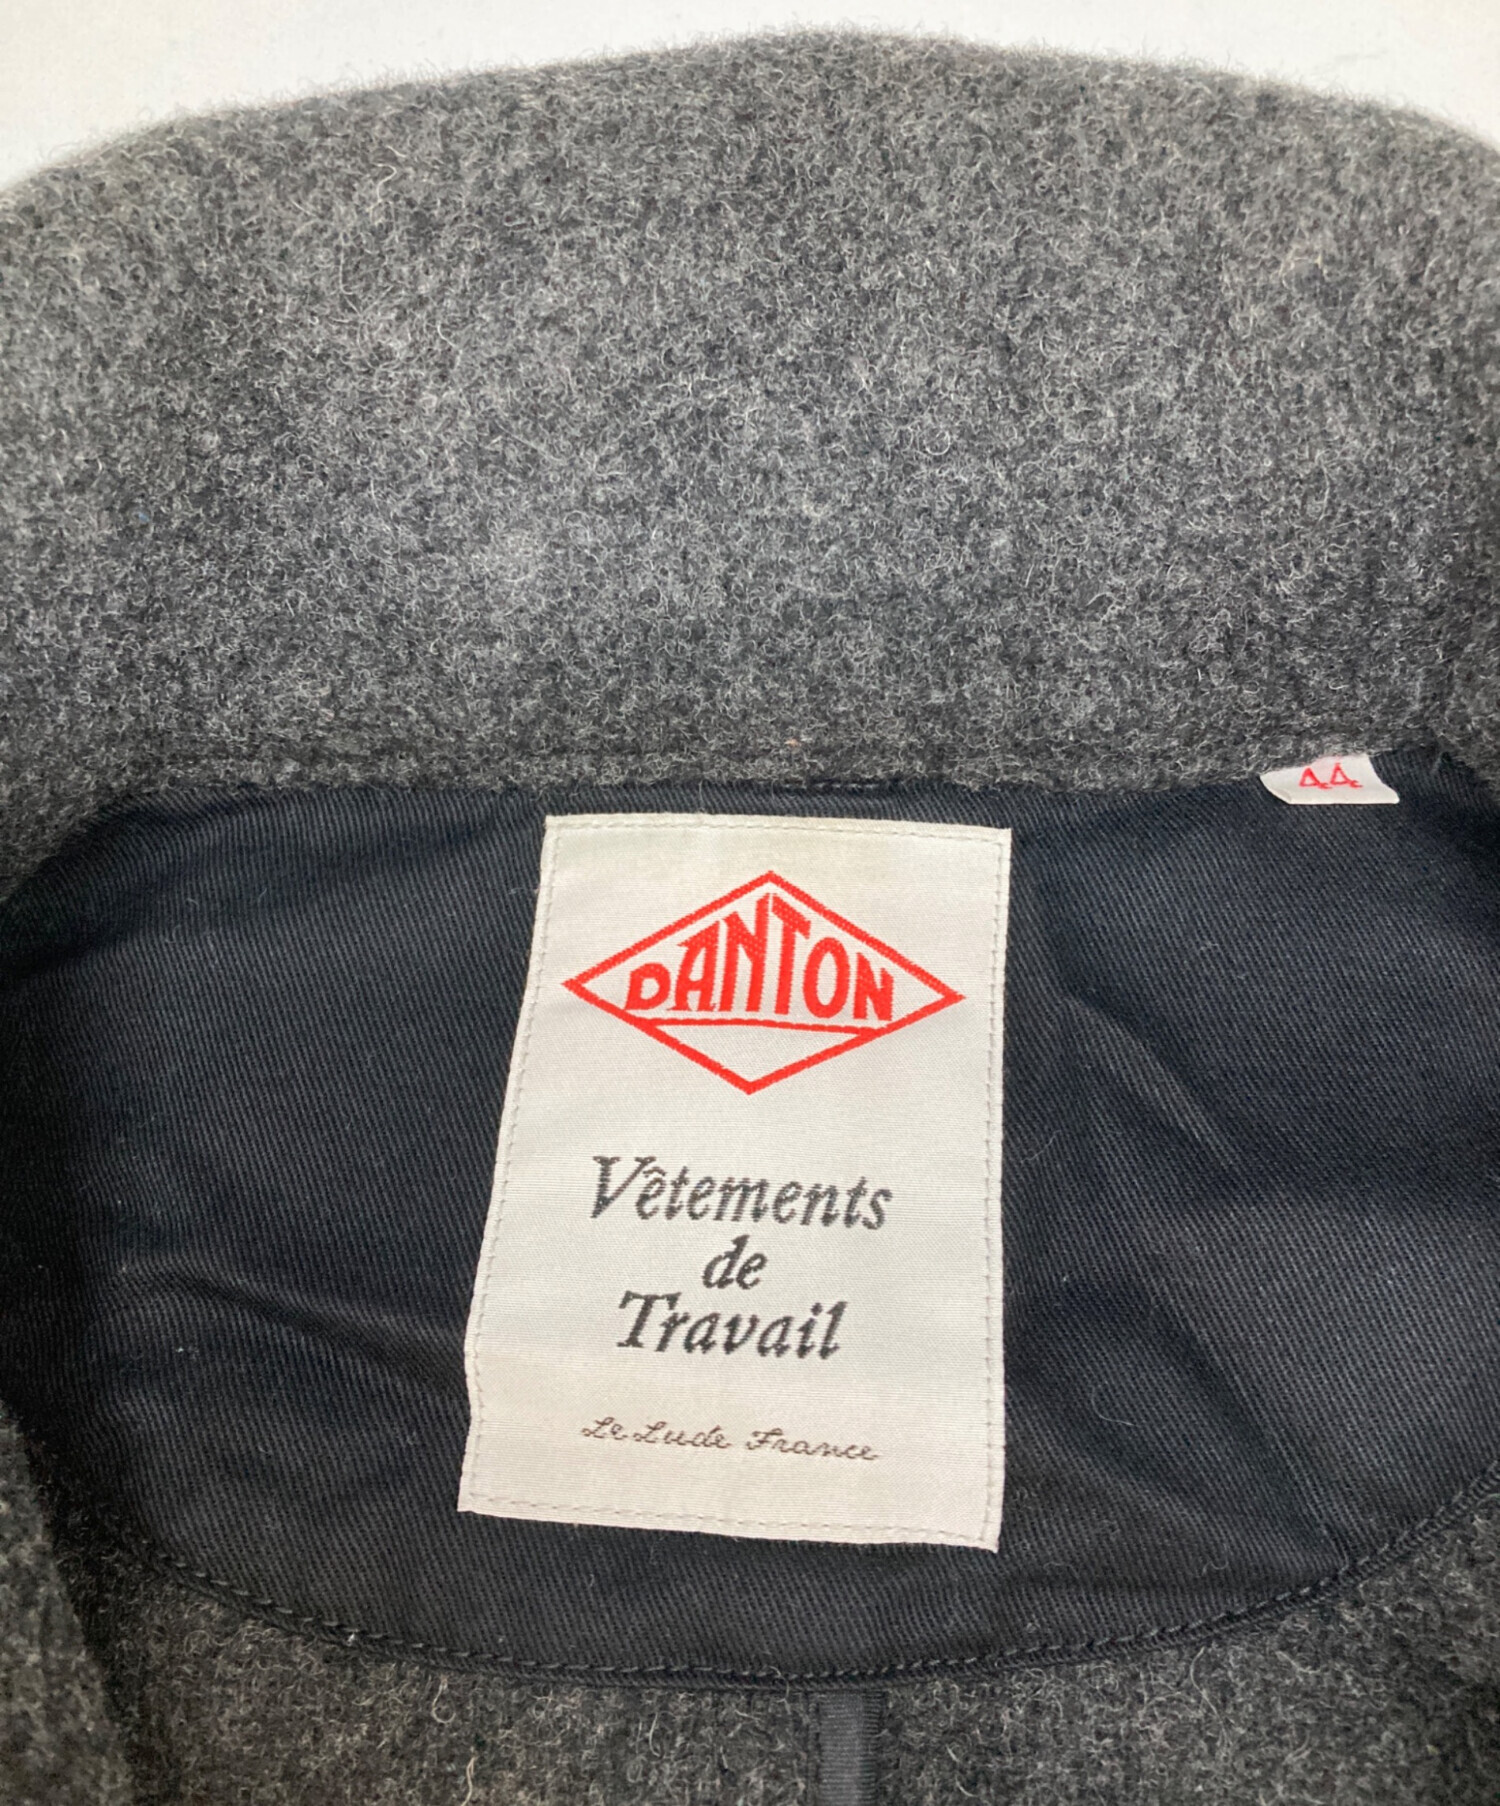 44
DANTON
Vêtements
de
Travail
Le Lude France